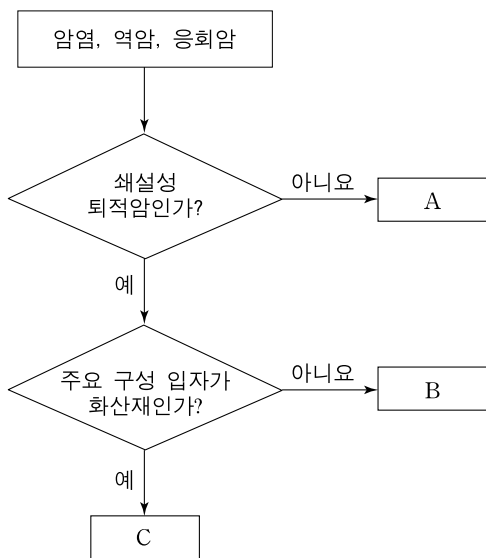 암염, 역암, 응회암
쇄설성
퇴적암인가?
아니요
A
예
주요 구성 입자가
화산재인가?
아니요
B
예
C